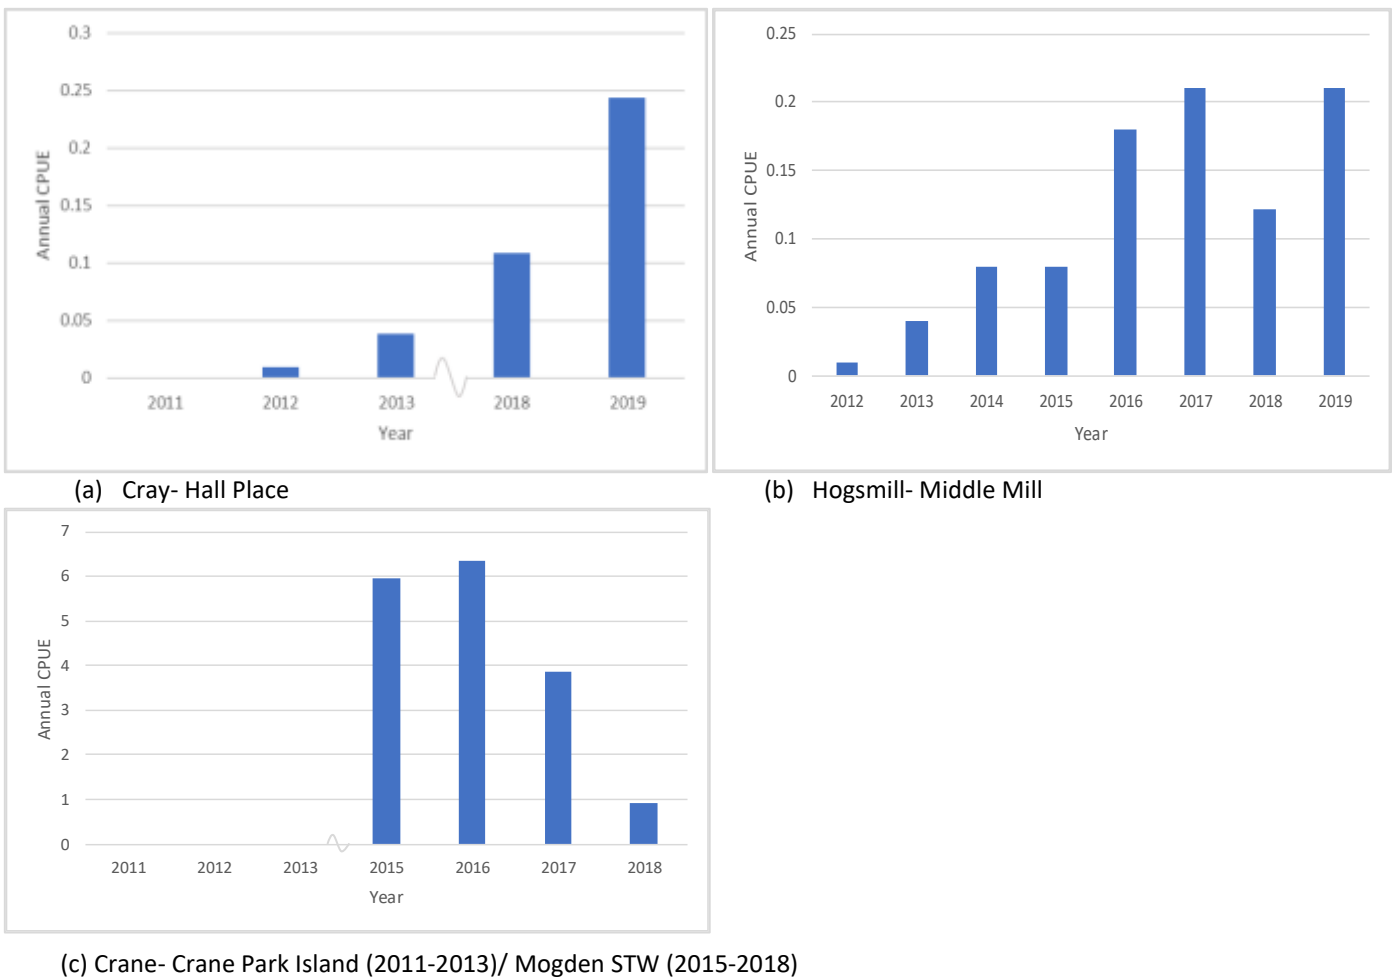 0.3
0.25
0.2
0.15
0.1
0.05
0
Annual CPUE
2011 2012 2013 2018 2019
Year
(a) Cray- Hall Place
0.25
0.2
0.15
0.1
0.05
0
Annual CPUE
2012 2013 2014 2015 2016 2017 2018 2019
Year
(b) Hogsmill- Middle Mill
7
6
5
4
3
2
1
0
Annual CPUE
2011 2012 2013 2015 2016 2017 2018
Year
(c) Crane- Crane Park Island (2011-2013)/ Mogden STW (2015-2018)